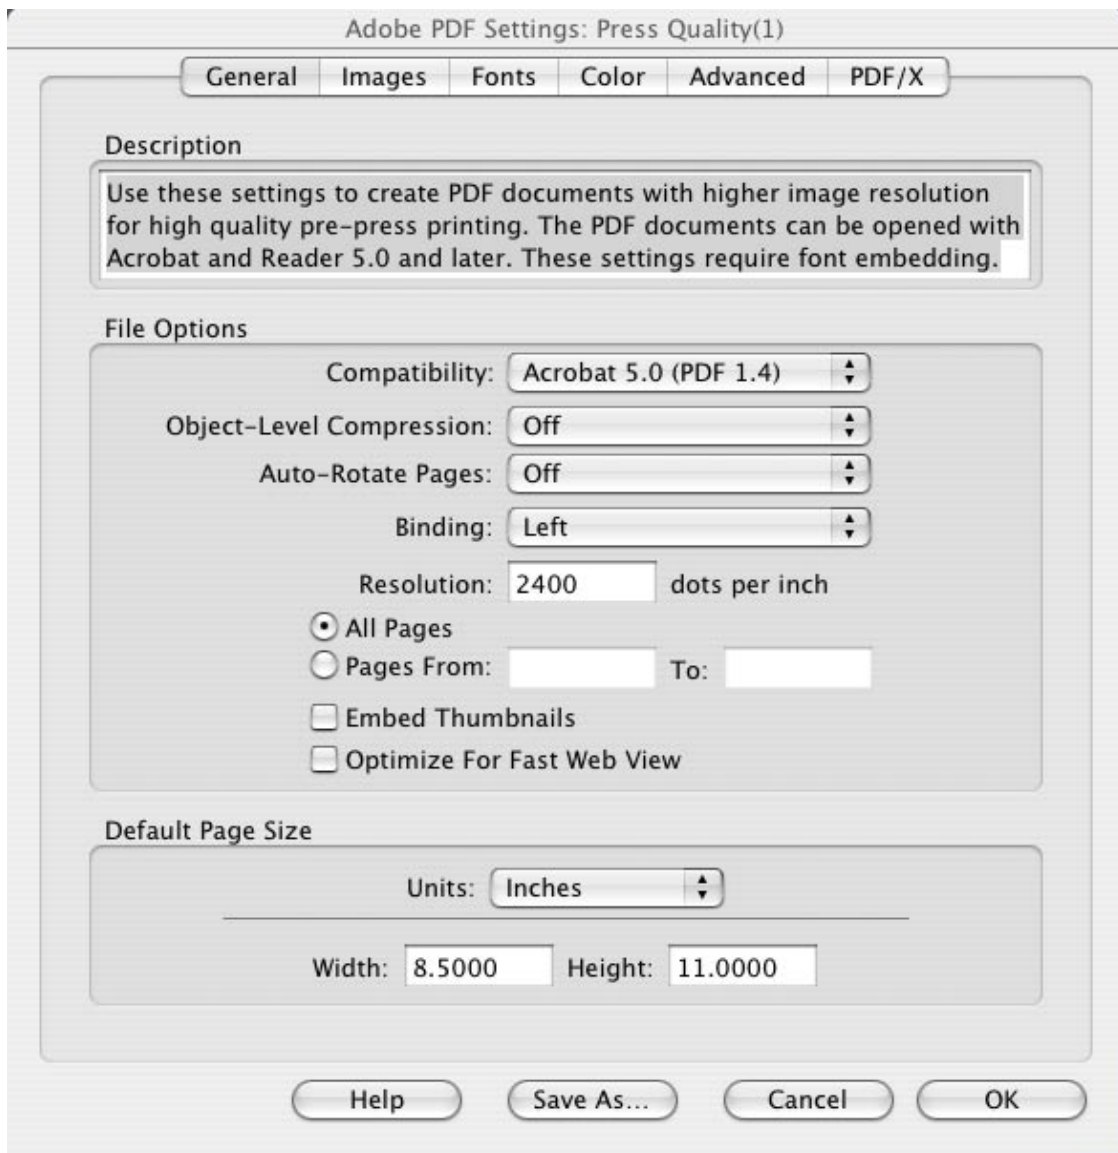 Adobe PDF Settings: Press Quality(1)
General Images Fonts Color Advanced PDF/X
Description
Use these settings to create PDF documents with higher image resolution
for high quality pre-press printing. The PDF documents can be opened with
Acrobat and Reader 5.0 and later. These settings require font embedding.
File Options
Compatibility: Acrobat 5.0 (PDF 1.4)
Object-Level Compression: Off
Auto-Rotate Pages: Off
Binding: Left
Resolution: 2400 dots per inch
All Pages
Pages From: To:
Embed Thumbnails
Optimize For Fast Web View
Default Page Size
Units: Inches
Width: 8.5000 Height: 11.0000
Help Save As... Cancel OK